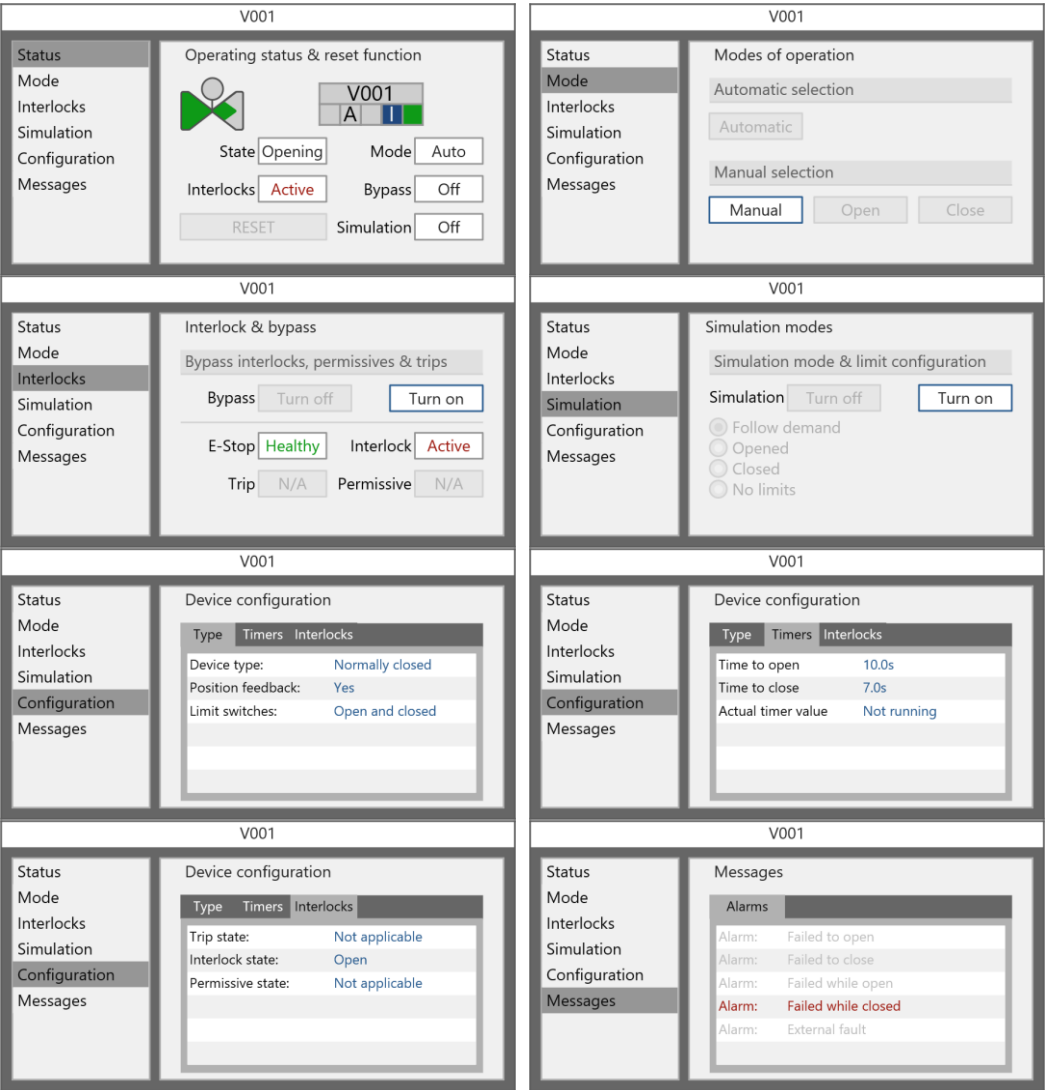 V001
Status
Mode
Interlocks
Simulation
Configuration
Messages
Operating status & reset function
V001
A I
State Opening Mode Auto
Interlocks Active Bypass Off
RESET Simulation Off
V001
Status
Mode
Interlocks
Simulation
Configuration
Messages
Modes of operation
Automatic selection
Automatic
Manual selection
Manual Open Close
V001
Status
Mode
Interlocks
Simulation
Configuration
Messages
Interlock & bypass
Bypass interlocks, permissives & trips
Bypass Turn off Turn on
E-Stop Healthy Interlock Active
Trip N/A Permissive N/A
V001
Status
Mode
Interlocks
Simulation
Configuration
Messages
Simulation modes
Simulation mode & limit configuration
Simulation Turn off Turn on
Follow demand
Opened
Closed
No limits
V001
Status
Mode
Interlocks
Simulation
Configuration
Messages
Device configuration
Type Timers Interlocks
Device type: Normally closed
Position feedback: Yes
Limit switches: Open and closed
V001
Status
Mode
Interlocks
Simulation
Configuration
Messages
Device configuration
Type Timers Interlocks
Time to open 10.0s
Time to close 7.0s
Actual timer value Not running
V001
Status
Mode
Interlocks
Simulation
Configuration
Messages
Device configuration
Type Timers Interlocks
Trip state: Not applicable
Interlock state: Open
Permissive state: Not applicable
V001
Status
Mode
Interlocks
Simulation
Configuration
Messages
Messages
Alarms
Alarm: Failed to open
Alarm: Failed to close
Alarm: Failed while open
Alarm: Failed while closed
Alarm: External fault